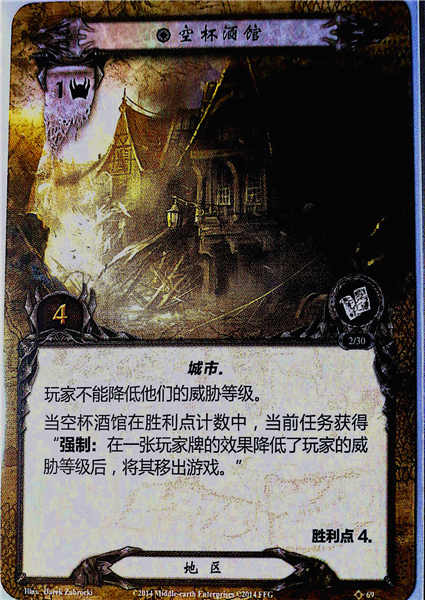 空杯酒馆
1
4
2/30
城市.
玩家不能降低他们的威胁等级。
当空杯酒馆在胜利点计数中，当前任务获得
“强制：在一张玩家牌的效果降低了玩家的威
胁等级后，将其移出游戏。”
胜利点 4.
地区
Illus. Darek Zabrocki
©2014 Middle-earth Enterprises ©2014 FFG
69